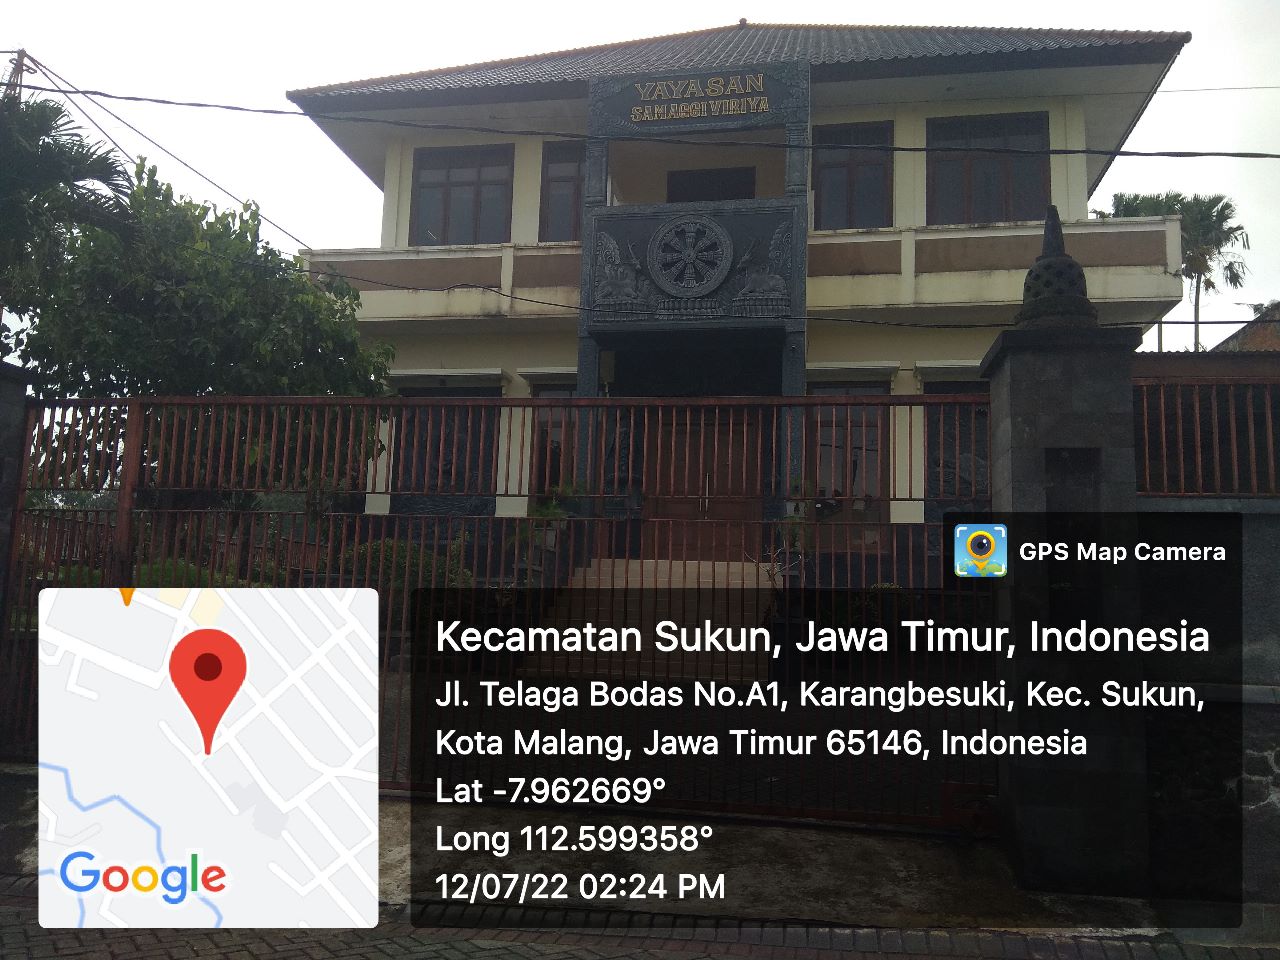 YAYASAN
SAMAGGI VIRIYA
GPS Map Camera
Kecamatan Sukun, Jawa Timur, Indonesia
Jl. Telaga Bodas No.A1, Karangbesuki, Kec. Sukun,
Kota Malang, Jawa Timur 65146, Indonesia
Lat -7.962669°
Long 112.599358°
12/07/22 02:24 PM
Google